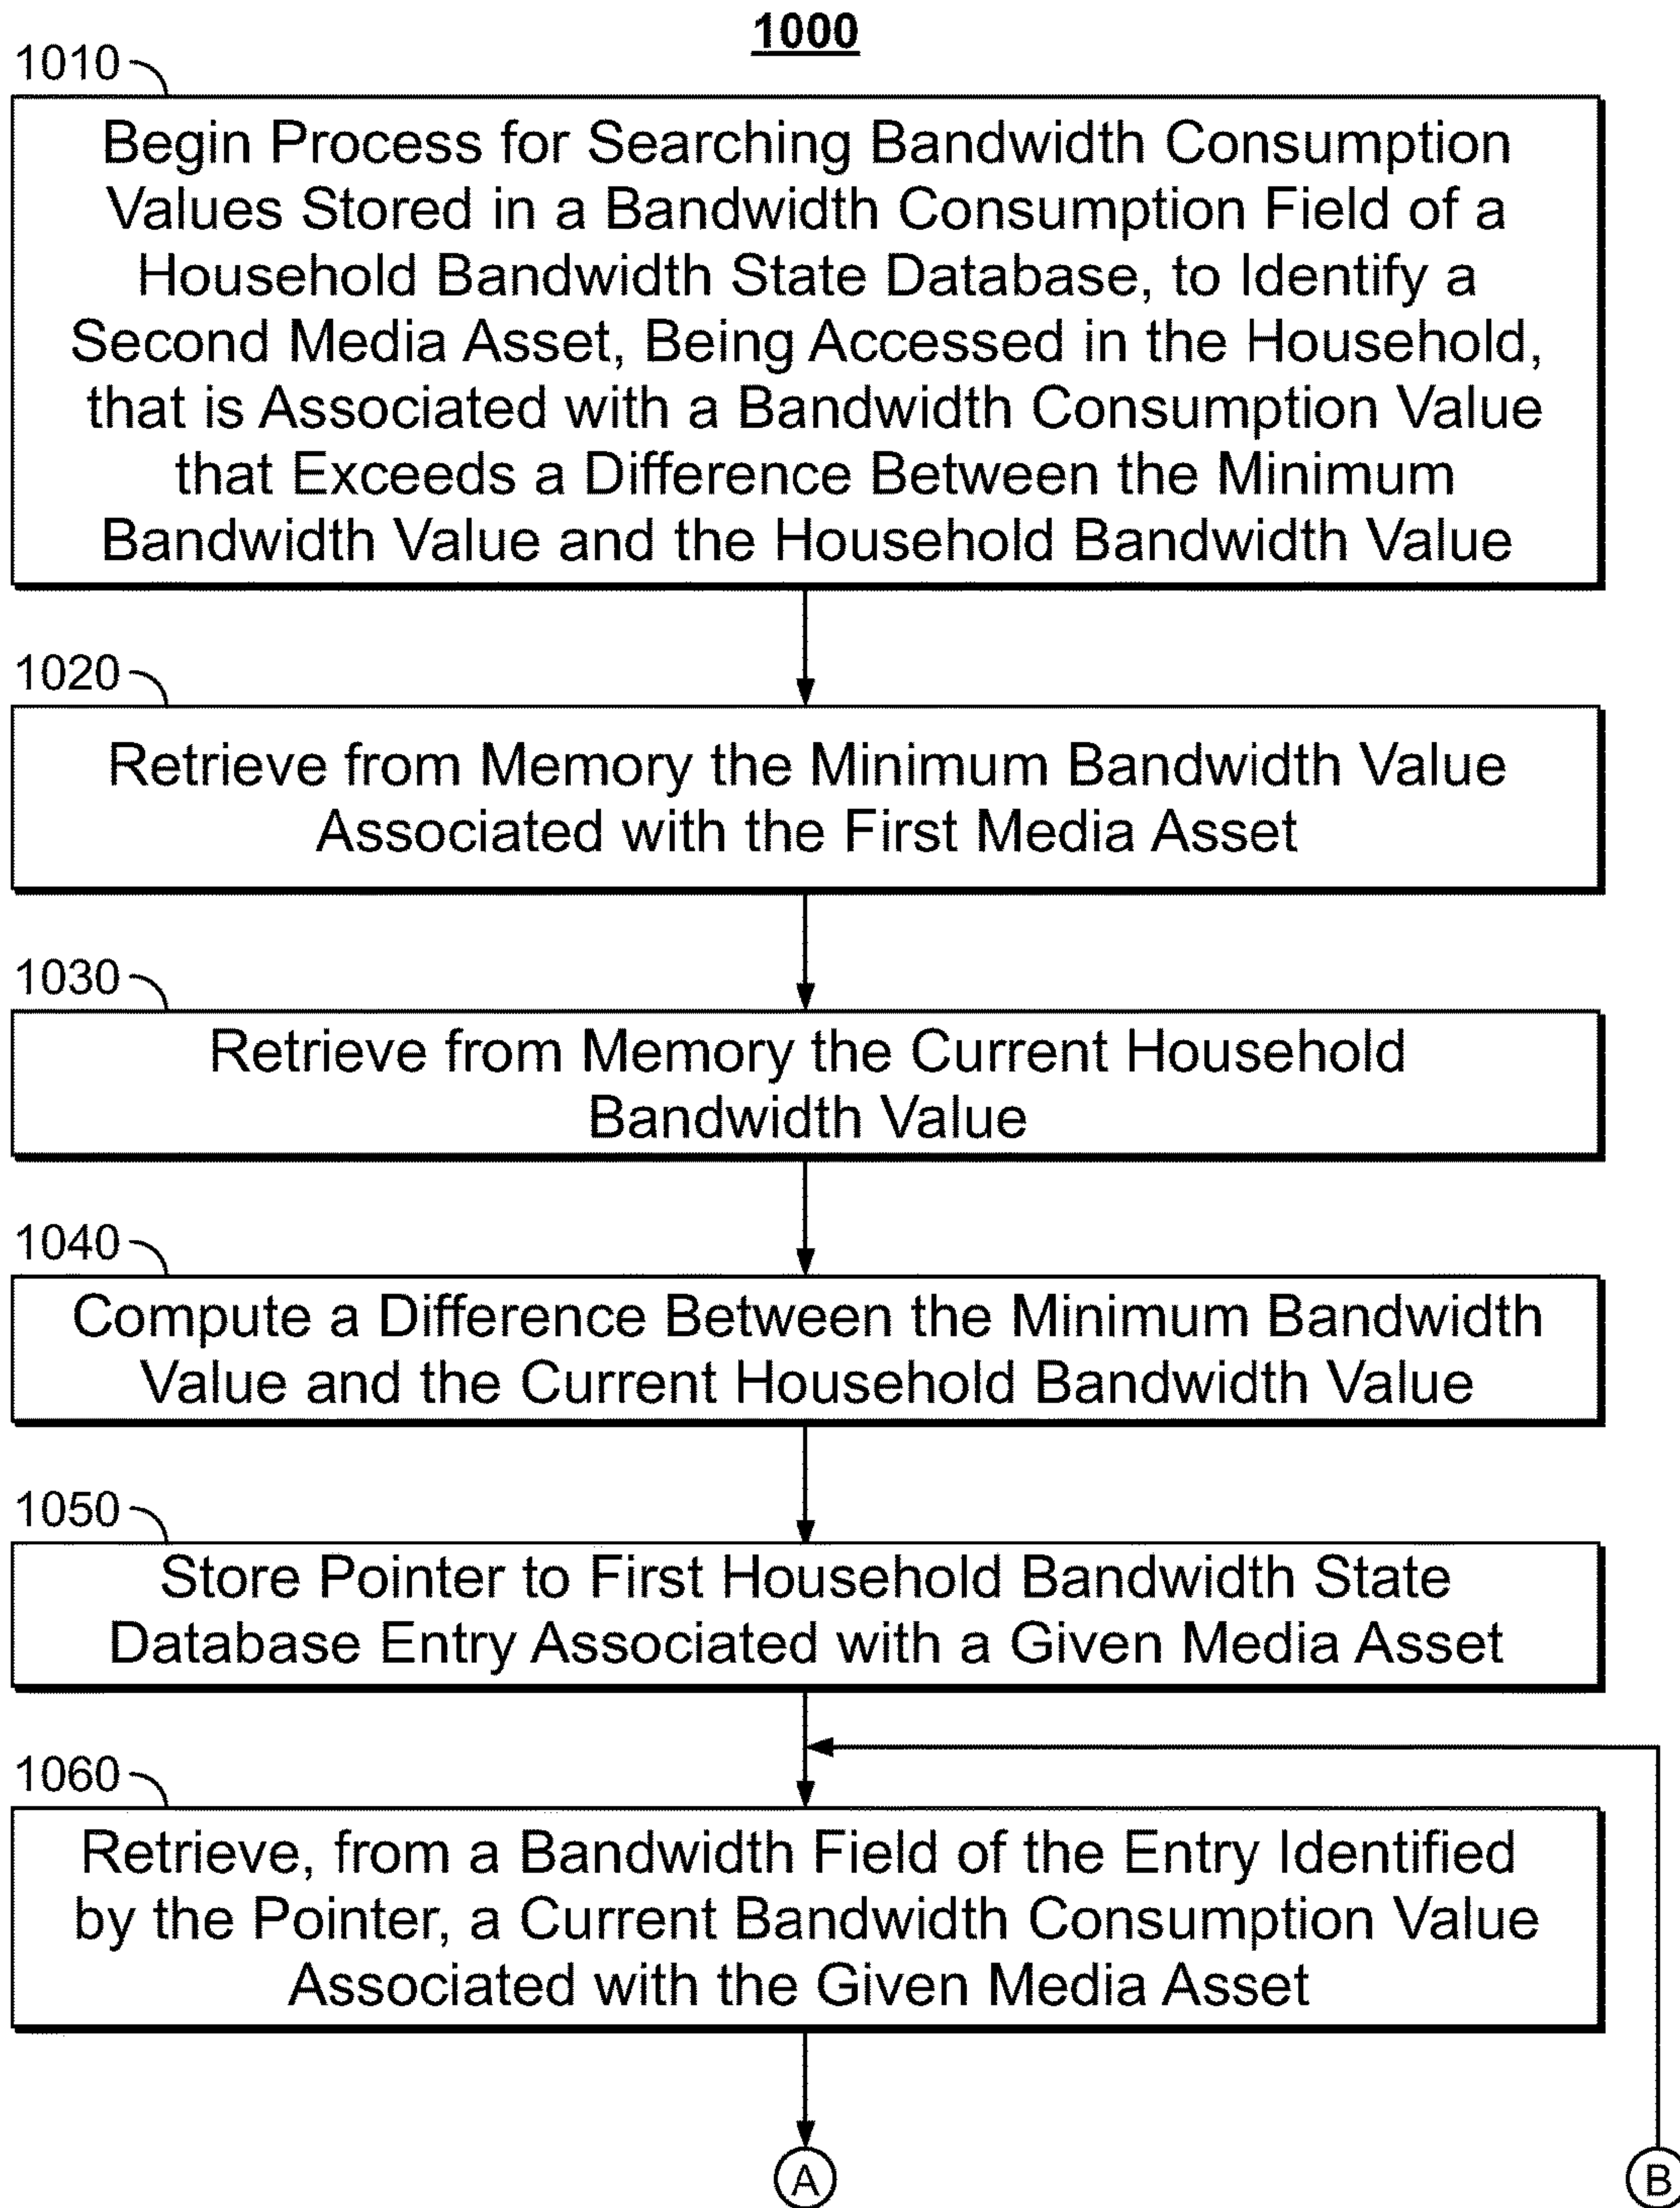 1000
1010
Begin Process for Searching Bandwidth Consumption
Values Stored in a Bandwidth Consumption Field of a
Household Bandwidth State Database, to Identify a
Second Media Asset, Being Accessed in the Household,
that is Associated with a Bandwidth Consumption Value
that Exceeds a Difference Between the Minimum
Bandwidth Value and the Household Bandwidth Value
1020
Retrieve from Memory the Minimum Bandwidth Value
Associated with the First Media Asset
1030
Retrieve from Memory the Current Household
Bandwidth Value
1040
Compute a Difference Between the Minimum Bandwidth
Value and the Current Household Bandwidth Value
1050
Store Pointer to First Household Bandwidth State
Database Entry Associated with a Given Media Asset
1060
Retrieve, from a Bandwidth Field of the Entry Identified
by the Pointer, a Current Bandwidth Consumption Value
Associated with the Given Media Asset
A
B